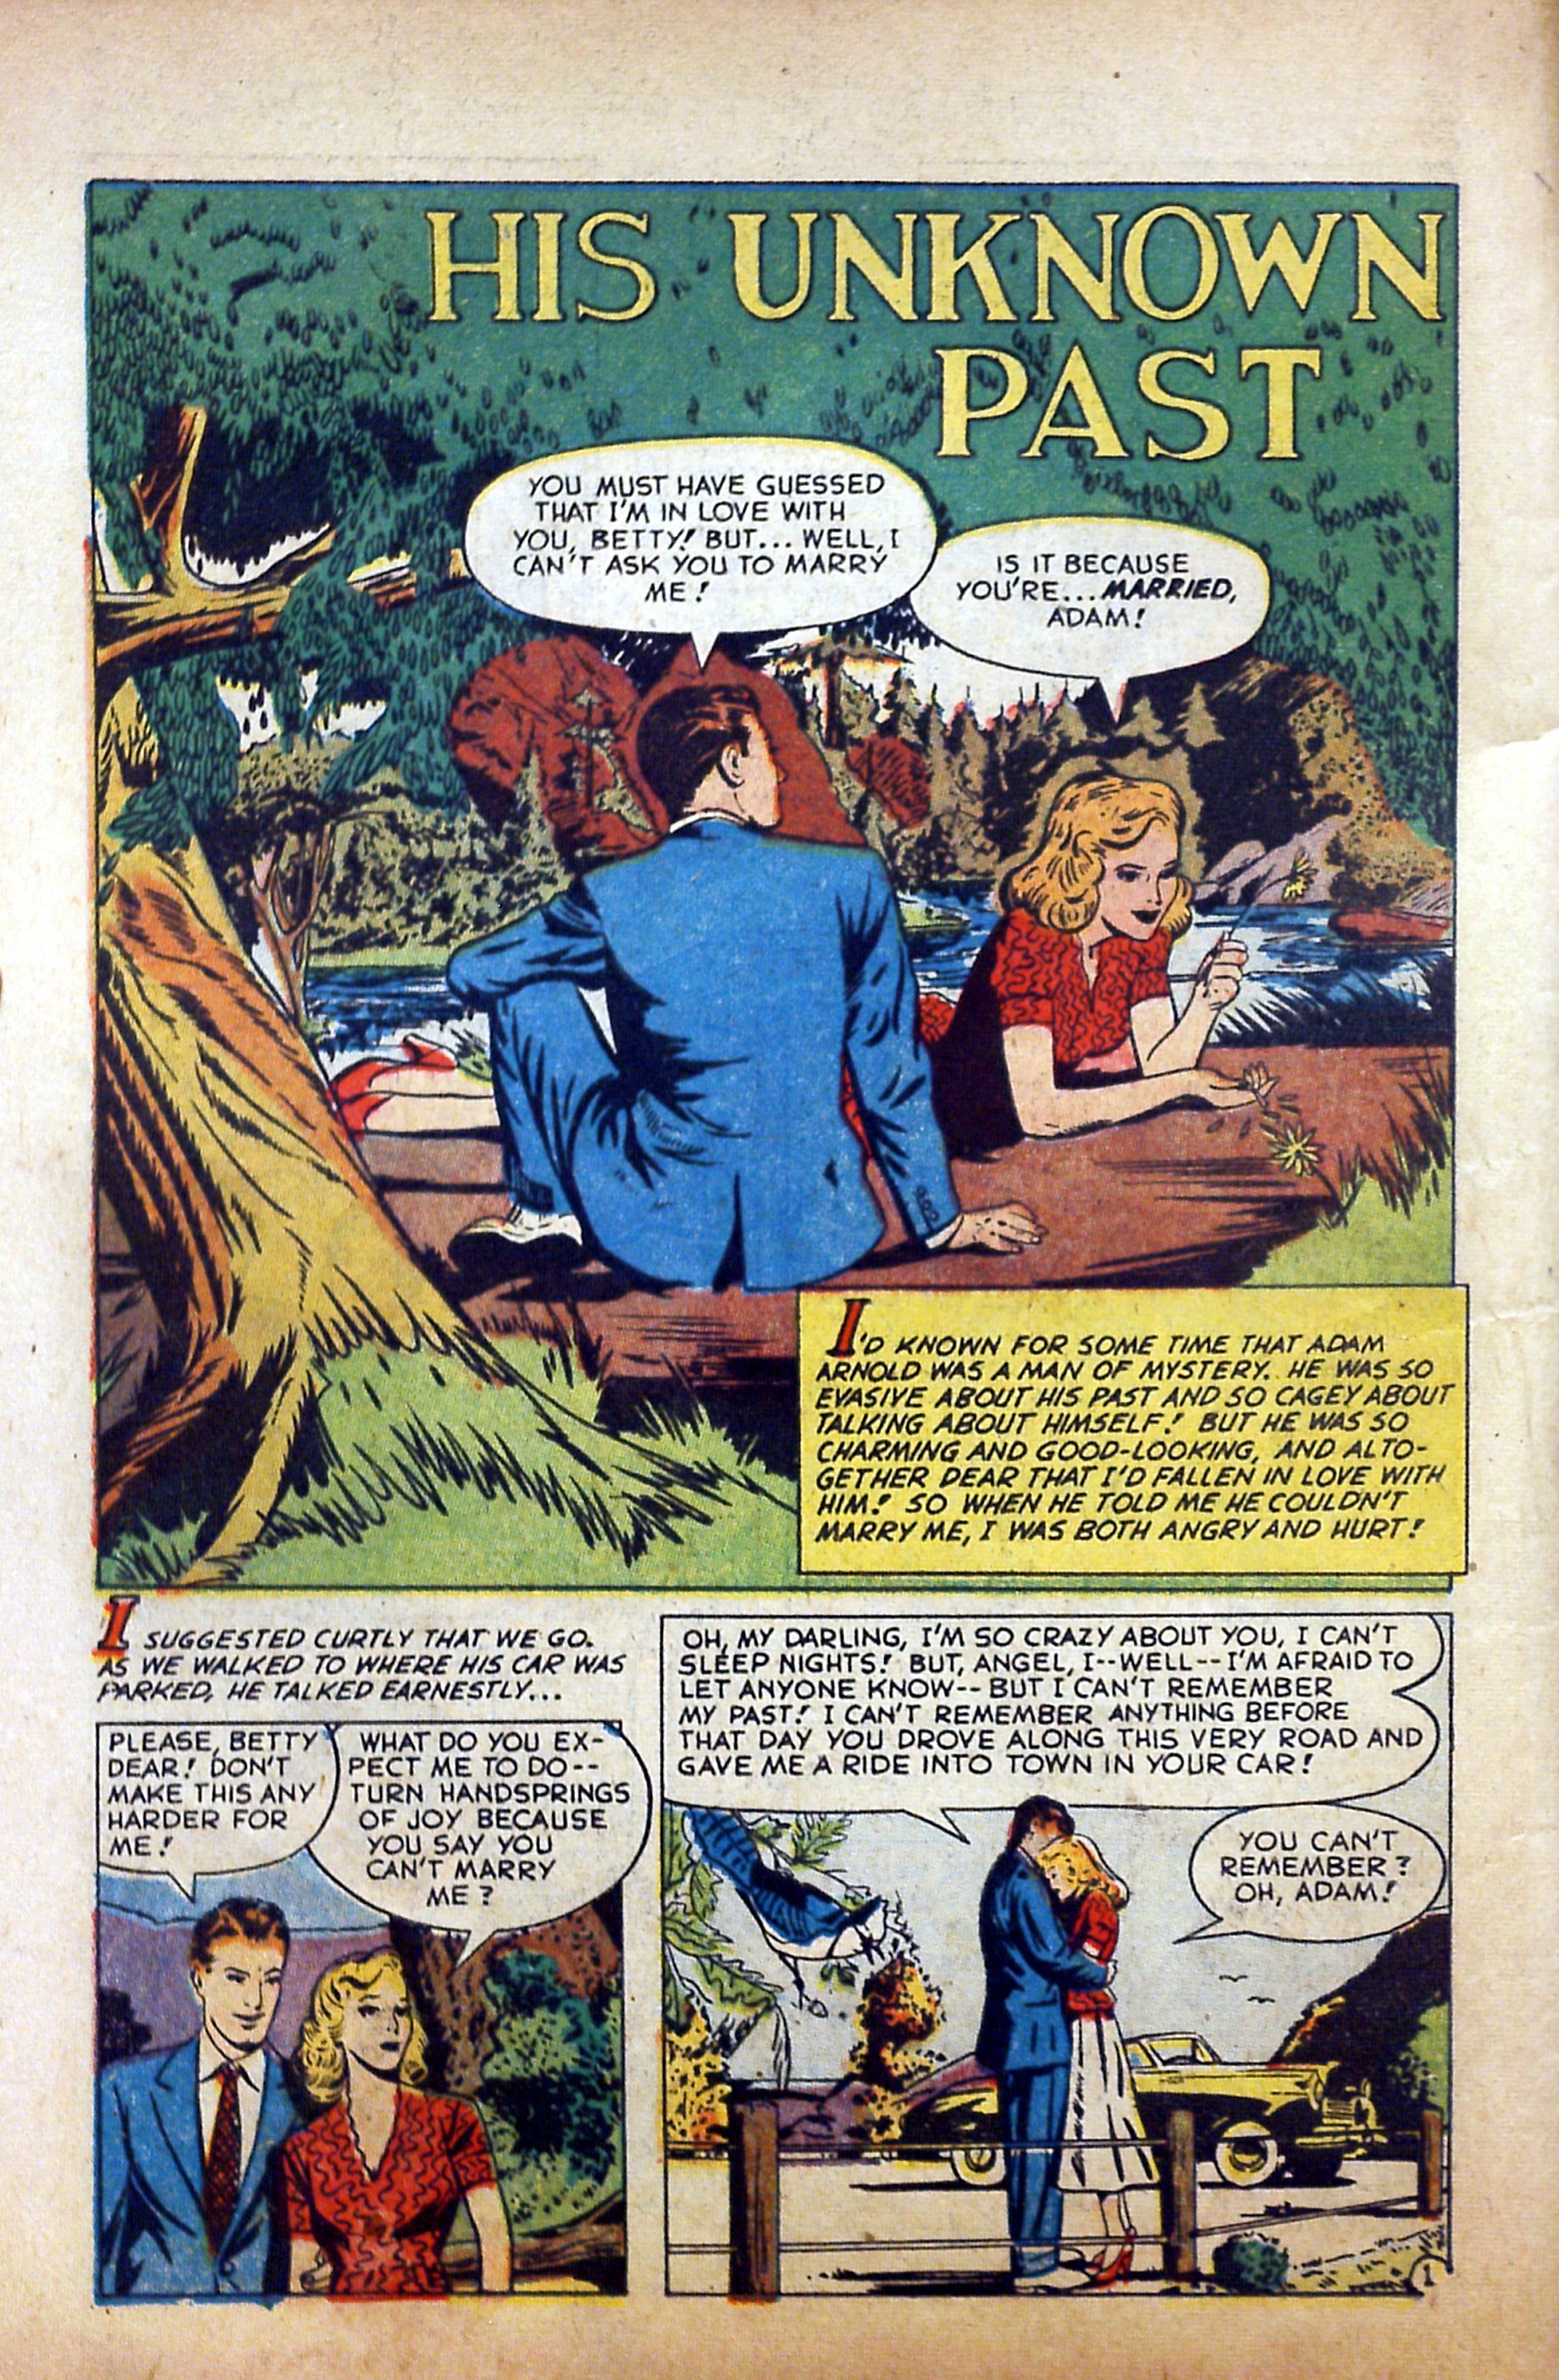 HIS UNKNOWN
PAST
YOU MUST HAVE GUESSED
THAT I'M IN LOVE WITH
YOU, BETTY! BUT... WELL, I
CAN'T ASK YOU TO MARRY
ME!
IS IT BECAUSE
YOU'RE... MARRIED,
ADAM!
I'D KNOWN FOR SOME TIME THAT ADAM
ARNOLD WAS A MAN OF MYSTERY. HE WAS SO
EVASIVE ABOUT HIS PAST AND SO CAGEY ABOUT
TALKING ABOUT HIMSELF! BUT HE WAS SO
CHARMING AND GOOD-LOOKING, AND ALTO-
GETHER DEAR THAT I'D FALLEN IN LOVE WITH
HIM! SO WHEN HE TOLD ME HE COULDN'T
MARRY ME, I WAS BOTH ANGRY AND HURT!
I SUGGESTED CURTLY THAT WE GO.
AS WE WALKED TO WHERE HIS CAR WAS
PARKED, HE TALKED EARNESTLY...
PLEASE, BETTY
DEAR! DON'T
MAKE THIS ANY
HARDER FOR
ME!
WHAT DO YOU EX-
PECT ME TO DO--
TURN HANDSPRINGS
OF JOY BECAUSE
YOU SAY YOU
CAN'T MARRY
ME?
OH, MY DARLING, I'M SO CRAZY ABOUT YOU, I CAN'T
SLEEP NIGHTS! BUT, ANGEL, I--WELL--I'M AFRAID TO
LET ANYONE KNOW--BUT I CAN'T REMEMBER
MY PAST! I CAN'T REMEMBER ANYTHING BEFORE
THAT DAY YOU DROVE ALONG THIS VERY ROAD AND
GAVE ME A RIDE INTO TOWN IN YOUR CAR!
YOU CAN'T
REMEMBER?
OH, ADAM!
1